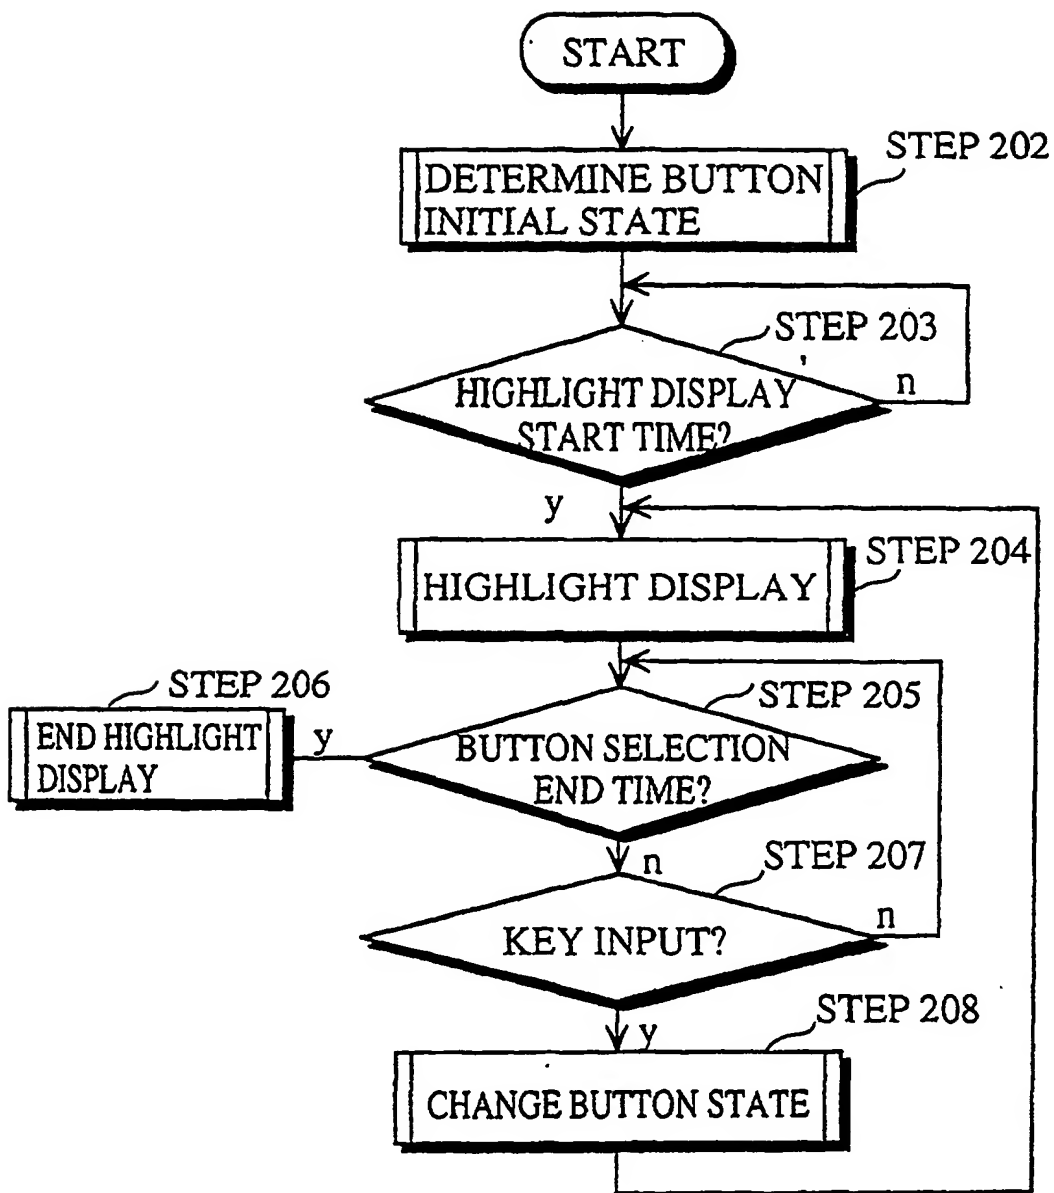 START
STEP 202
DETERMINE BUTTON
INITIAL STATE
STEP 203
HIGHLIGHT DISPLAY
START TIME?
n
y
STEP 204
HIGHLIGHT DISPLAY
STEP 206
END HIGHLIGHT
DISPLAY
y
STEP 205
BUTTON SELECTION
END TIME?
n
STEP 207
KEY INPUT?
n
y
STEP 208
CHANGE BUTTON STATE